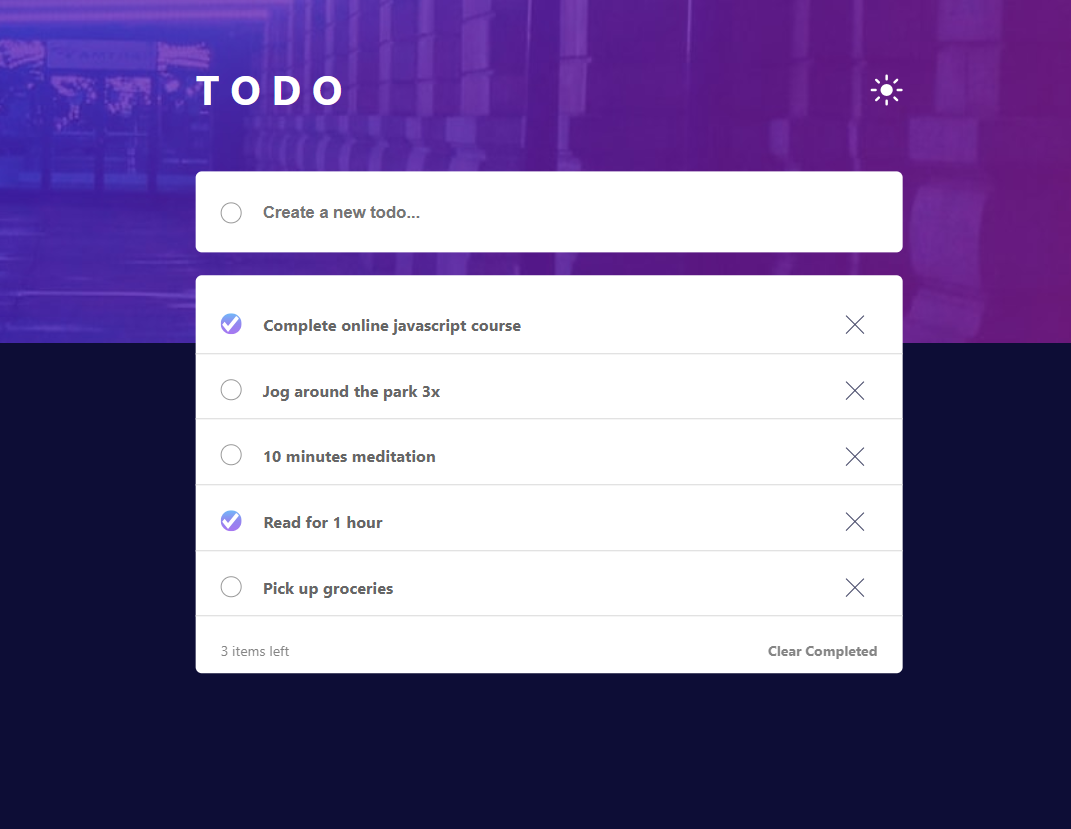 TODO
Create a new todo...
Complete online javascript course
Jog around the park 3x
10 minutes meditation
Read for 1 hour
Pick up groceries
3 items left
Clear Completed